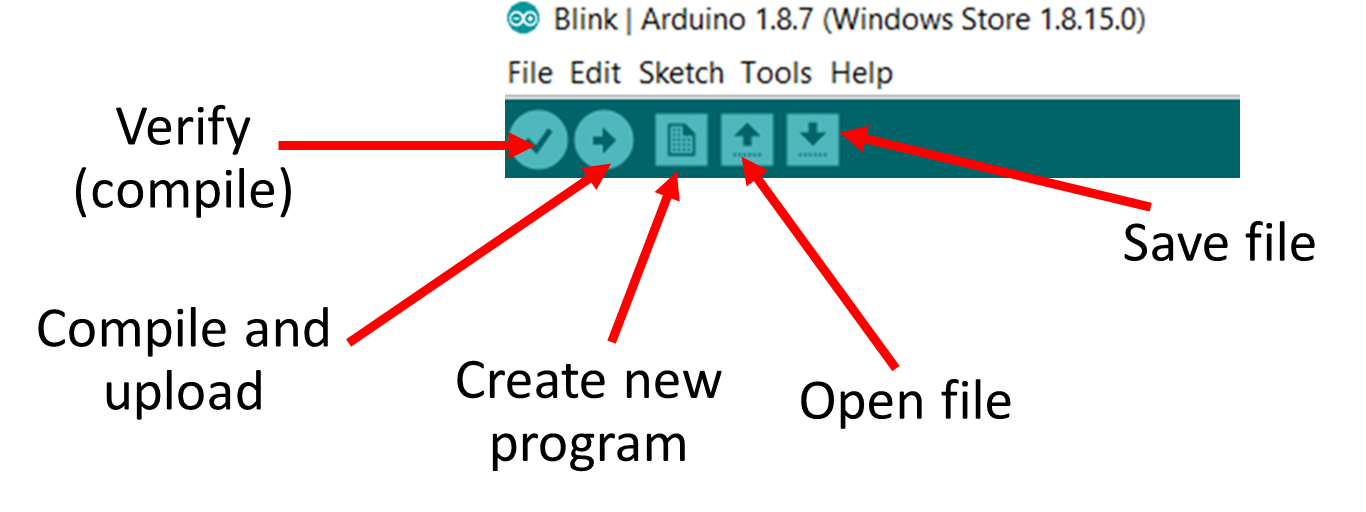 Blink | Arduino 1.8.7 (Windows Store 1.8.15.0)
File Edit Sketch Tools Help
Verify
(compile)
Save file
Compile and
upload
Create new
program
Open file